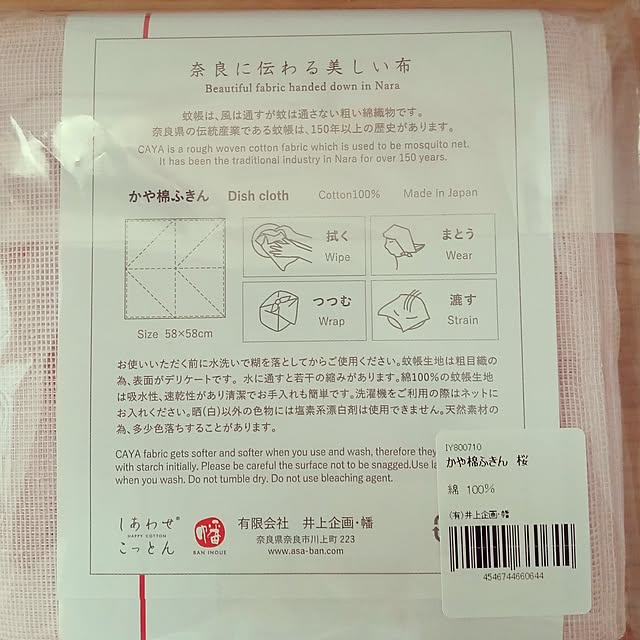 奈良に伝わる美しい布
Beautiful fabric handed down in Nara
蚊帳は、風は通すが蚊は通さない粗い綿織物です。
奈良県の伝統産業である蚊帳は、150年以上の歴史があります。
CAYA is a rough woven cotton fabric which is used to be mosquito net.
It has been the traditional industry in Nara for over 150 years.
かや綿ふきん Dish cloth Cotton100% Made In Japan
拭く
Wipe
まとう
Wear
つつむ
Wrap
漉す
Strain
Size 58×58cm
お使いいただく前に水洗いで糊を落としてからご使用ください。蚊帳生地は粗目織の
為、表面がデリケートです。水に通すと若干の縮みがあります。綿100%の蚊帳生地
は吸水性、速乾性があり清潔でお手入れも簡単です。洗濯機をご利用の際はネットに
お入れください。晒(白)以外の色物には塩素系漂白剤は使用できません。天然素材の
為、多少色落ちすることがあります。
CAYA fabric gets softer and softer when you use and wash, therefore they
with starch initially. Please be careful the surface not to be snagged.Use
when you wash. Do not tumble dry. Do not use bleaching agent.
しあわせ®
HAPPY COTTON
こっとん
幡
BAN INOUE
有限会社 井上企画・幡
奈良県奈良市川上町 223
www.asa-ban.com
IY800710
かや綿ふきん 桜
綿 100%
(有)井上企画・幡
4546744660644